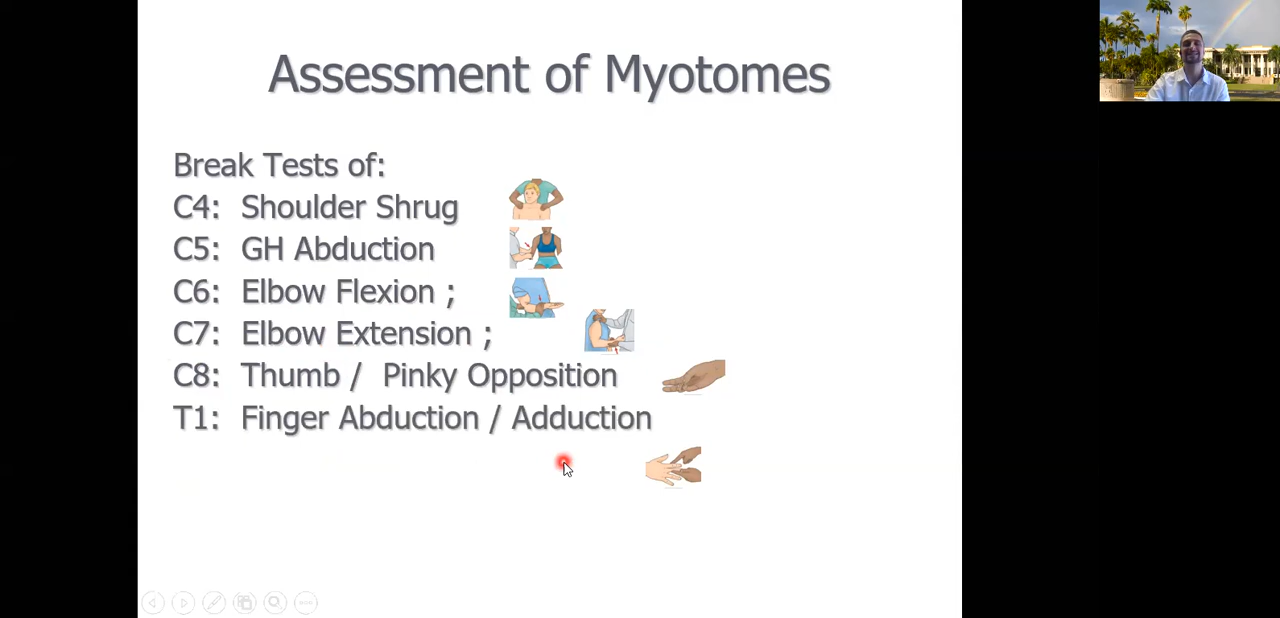 Assessment of Myotomes
Break Tests of:
C4: Shoulder Shrug
C5: GH Abduction
C6: Elbow Flexion ;
C7: Elbow Extension ;
C8: Thumb / Pinky Opposition
T1: Finger Abduction / Adduction